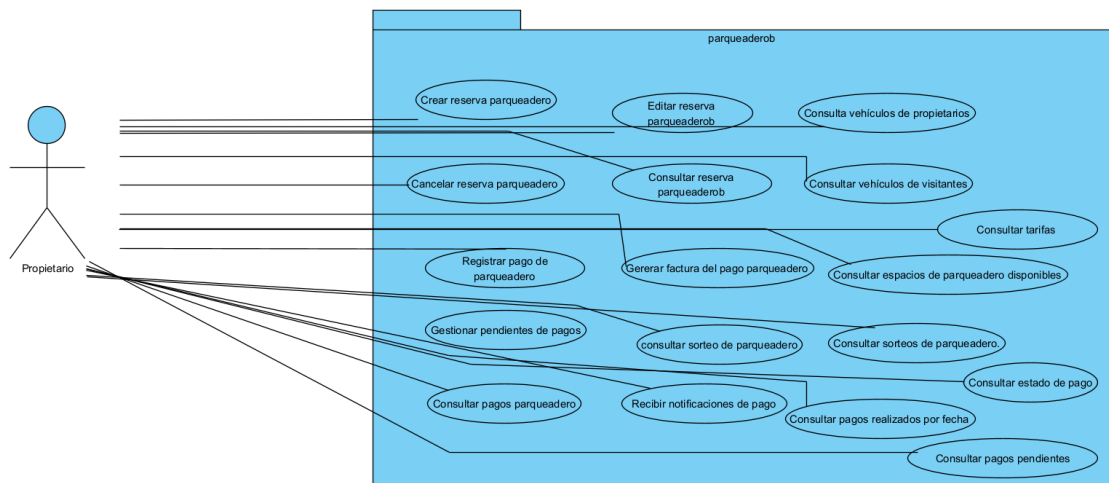 parqueaderob
Crear reserva parqueadero
Editar reserva
parqueaderob
Consulta vehículos de propietarios
Cancelar reserva parqueadero
Consultar reserva
parqueaderob
Consultar vehículos de visitantes
Consultar tarifas
Propietario
Registrar pago de
parqueadero
Gererar factura del pago parqueadero
Consultar espacios de parqueadero disponibles
Gestionar pendientes de pagos
consultar sorteo de parqueadero
Consultar sorteos de parqueadero.
Consultar estado de pago
Consultar pagos parqueadero
Recibir notificaciones de pago
Consultar pagos realizados por fecha
Consultar pagos pendientes